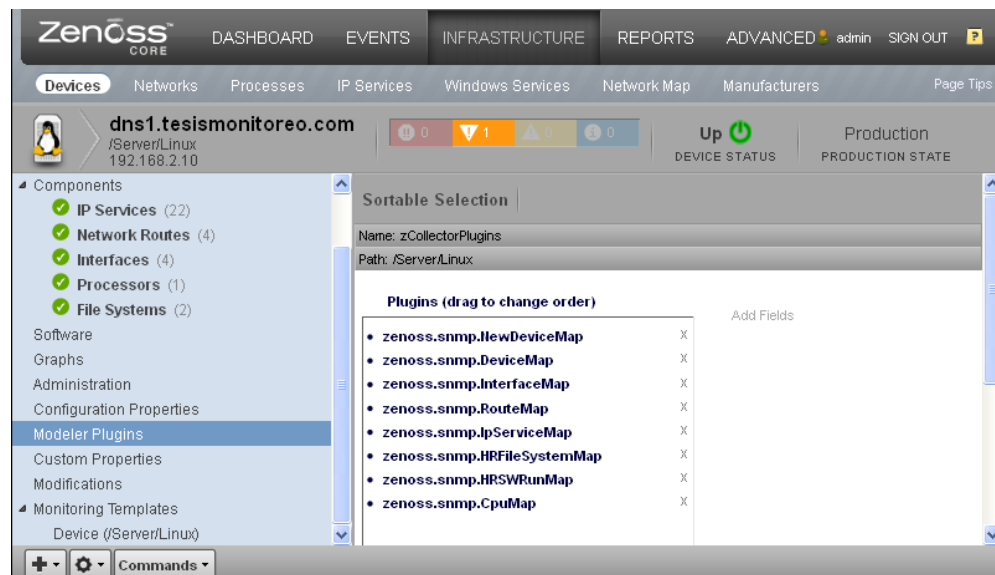 Zenoss CORE DASHBOARD EVENTS INFRASTRUCTURE REPORTS ADVANCED admin SIGN OUT ?
Devices Networks Processes IP Services Windows Services Network Map Manufacturers Page Tips
dns1.tesismonitoreo.com
/Server/Linux
192.168.2.10
0 1 0 0
Up
DEVICE STATUS
Production
PRODUCTION STATE
Components
IP Services (22)
Network Routes (4)
Interfaces (4)
Processors (1)
File Systems (2)
Software
Graphs
Administration
Configuration Properties
Modeler Plugins
Custom Properties
Modifications
Monitoring Templates
Device (/Server/Linux)
Sortable Selection
Name: zCollectorPlugins
Path: /Server/Linux
Plugins (drag to change order)
Add Fields
• zenoss.snmp.NewDeviceMap X
• zenoss.snmp.DeviceMap X
• zenoss.snmp.InterfaceMap X
• zenoss.snmp.RouteMap X
• zenoss.snmp.IpServiceMap X
• zenoss.snmp.HRFileSystemMap X
• zenoss.snmp.HRSWRunMap X
• zenoss.snmp.CpuMap X
Commands